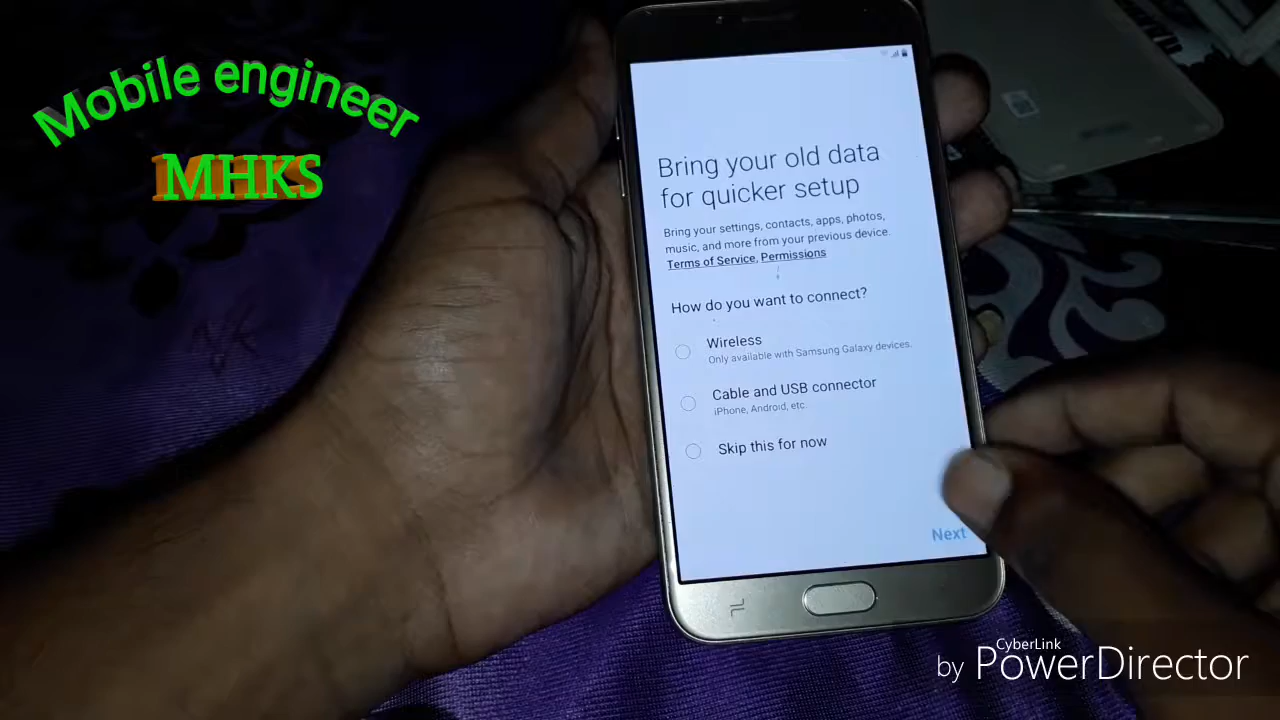 Mobile engineer
MHKS
Bring your old data
for quicker setup
Bring your settings, contacts, apps, photos,
music, and more from your previous device.
Terms of Service, Permissions
How do you want to connect?
Wireless
Only available with Samsung Galaxy devices.
Cable and USB connector
iPhone, Android, etc.
Skip this for now
Next
CyberLink
by PowerDirector